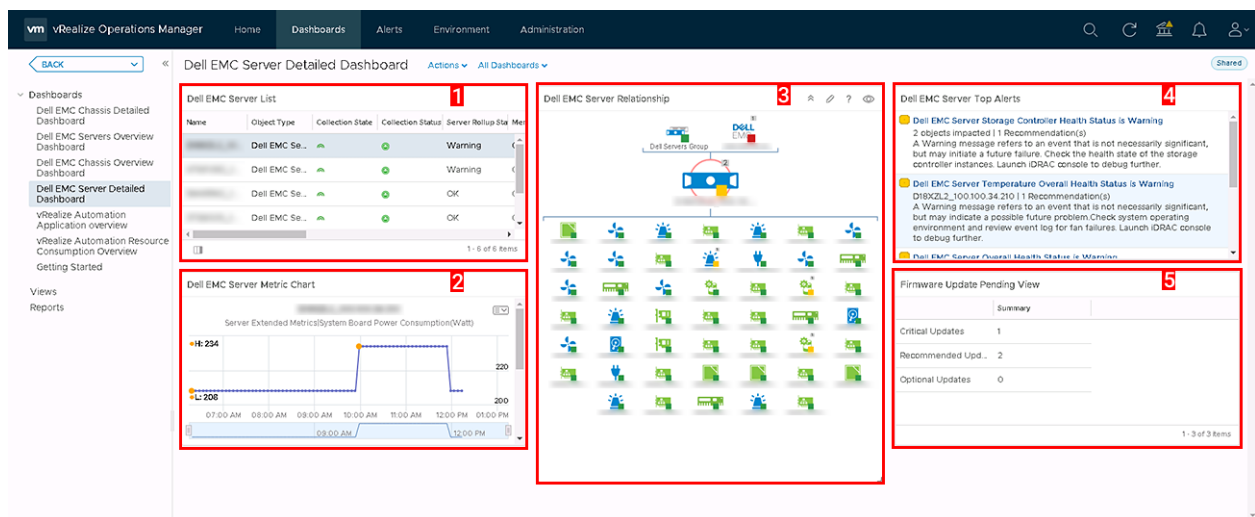 vm vRealize Operations Manager Home Dashboards Alerts Environment Administration
BACK
Dell EMC Server Detailed Dashboard Actions All Dashboards Shared
Dashboards
Dell EMC Chassis Detailed
Dashboard
Dell EMC Servers Overview
Dashboard
Dell EMC Chassis Overview
Dashboard
Dell EMC Server Detailed
Dashboard
vRealize Automation
Application overview
vRealize Automation Resource
Consumption Overview
Getting Started
Views
Reports
Dell EMC Server List 1
Name Object Type Collection State Collection Status Server Rollup Sta Mer
Dell EMC Se... Warning
Dell EMC Se... Warning
Dell EMC Se... OK
Dell EMC Se... OK
1 - 6 of 6 items
Dell EMC Server Metric Chart 2
Server Extended Metrics|System Board Power Consumption(Watt)
H: 234
220
L: 208
200
07:00 AM 08:00 AM 09:00 AM 10:00 AM 11:00 AM 12:00 PM 01:00 PM
09:00 AM 12:00 PM
Dell EMC Server Relationship 3 ?
DELL
EMC
Dell Servers Group
2
Dell EMC Server Top Alerts 4
Dell EMC Server Storage Controller Health Status is Warning
2 objects impacted | 1 Recommendation(s)
A Warning message refers to an event that is not necessarily significant,
but may initiate a future failure. Check the health state of the storage
controller instances. Launch iDRAC console to debug further.
Dell EMC Server Temperature Overall Health Status is Warning
D18XZL2_100.100.34.210 | 1 Recommendation(s)
A Warning message refers to an event that is not necessarily significant,
but may indicate a possible future problem.Check system operating
environment and review event log for fan failures. Launch iDRAC console
to debug further.
Dell EMC Server Overall Health Status is Warning
Firmware Update Pending View 5
Summary
Critical Updates 1
Recommended Upd... 2
Optional Updates 0
1 - 3 of 3 items